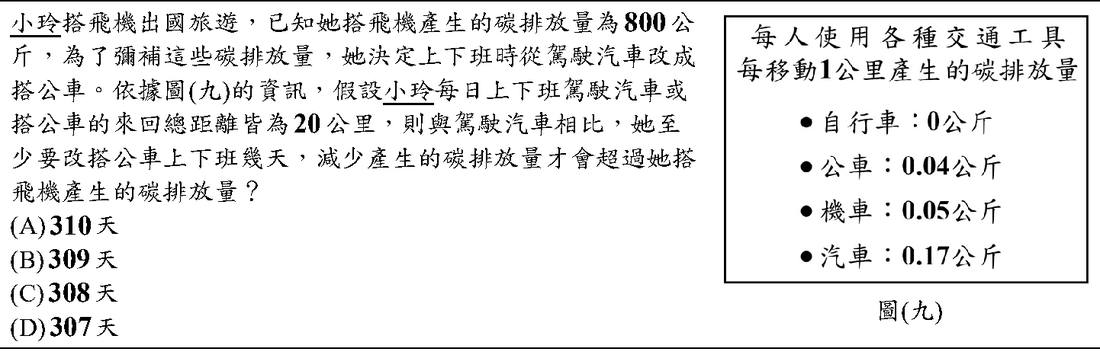 小玲搭飛機出國旅遊，已知她搭飛機產生的碳排放量為800公
斤，為了彌補這些碳排放量，她決定上下班時從駕駛汽車改成
搭公車。依據圖(九)的資訊，假設小玲每日上下班駕駛汽車或
搭公車的來回總距離皆為20公里，則與駕駛汽車相比，她至
少要改搭公車上下班幾天，減少產生的碳排放量才會超過她搭
飛機產生的碳排放量？
(A)310天
(B)309天
(C)308天
(D)307天
每人使用各種交通工具
每移動1公里產生的碳排放量
●自行車：0公斤
●公車：0.04公斤
●機車：0.05公斤
●汽車：0.17公斤
圖(九)